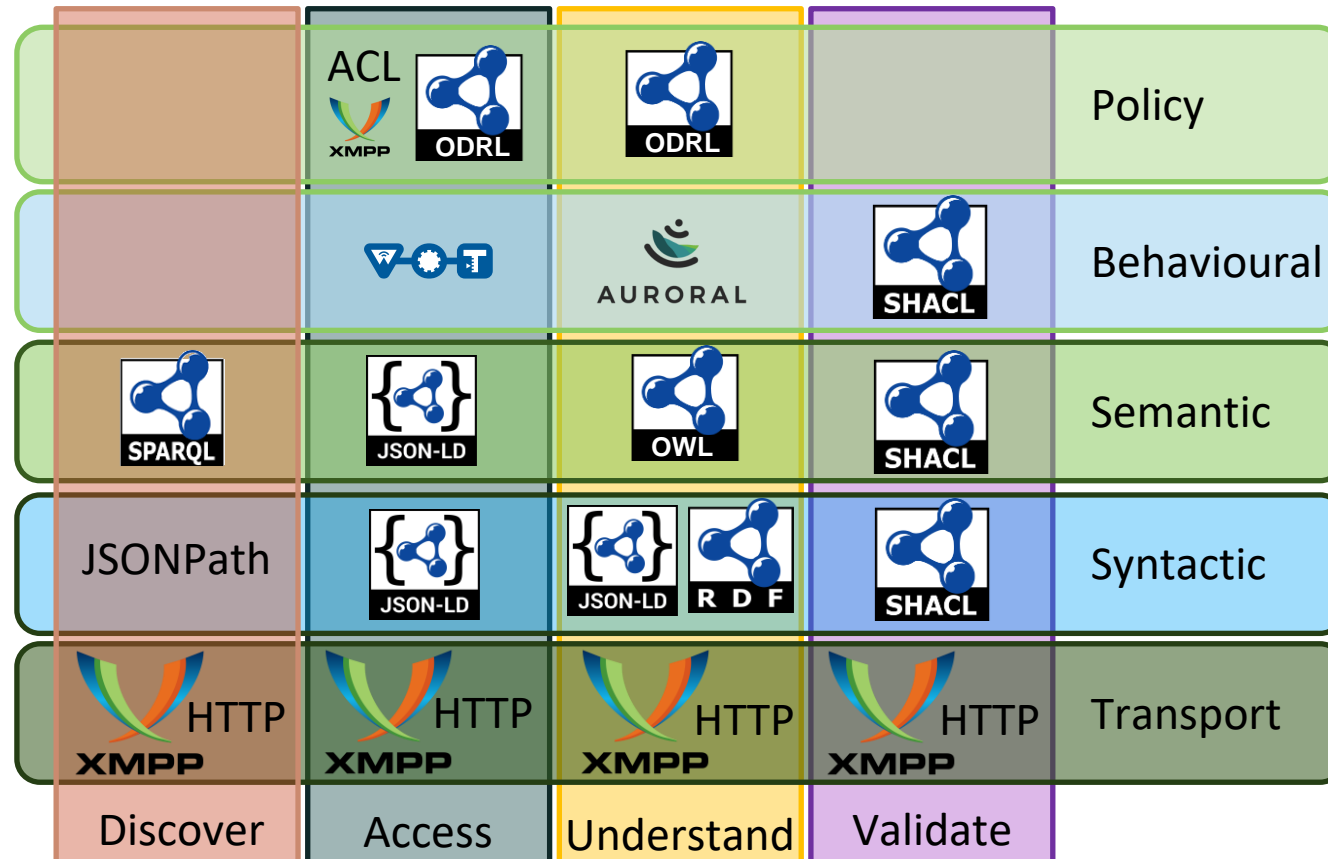 ACL
XMPP
ODRL
ODRL
Policy
WOT
AURORAL
SHACL
Behavioural
SPARQL
{ }
JSON-LD
OWL
SHACL
Semantic
JSONPath
{ }
JSON-LD
{ }
JSON-LD
R D F
SHACL
Syntactic
XMPP HTTP
XMPP HTTP
XMPP HTTP
XMPP HTTP
Transport
Discover
Access
Understand
Validate